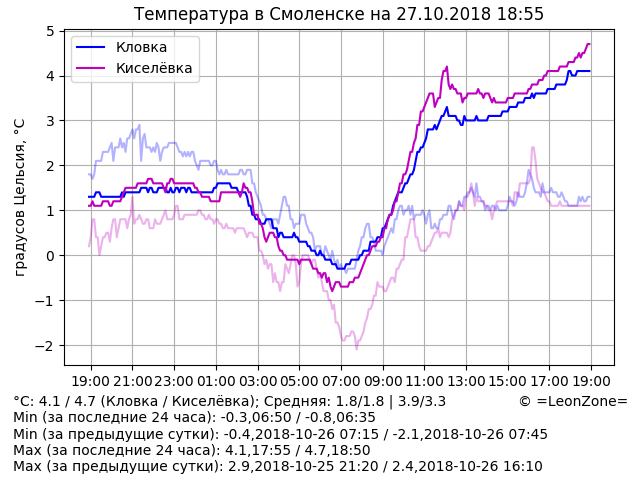 Температура в Смоленске на 27.10.2018 18:55
Кловка
Киселёвка
градусов Цельсия, °C
5
4
3
2
1
0
−1
−2
19:00 21:00 23:00 01:00 03:00 05:00 07:00 09:00 11:00 13:00 15:00 17:00 19:00
°C: 4.1 / 4.7 (Кловка / Киселёвка); Средняя: 1.8/1.8 | 3.9/3.3 © =LeonZone=
Min (за последние 24 часа): -0.3,06:50 / -0.8,06:35
Min (за предыдущие сутки): -0.4,2018-10-26 07:15 / -2.1,2018-10-26 07:45
Max (за последние 24 часа): 4.1,17:55 / 4.7,18:50
Max (за предыдущие сутки): 2.9,2018-10-25 21:20 / 2.4,2018-10-26 16:10